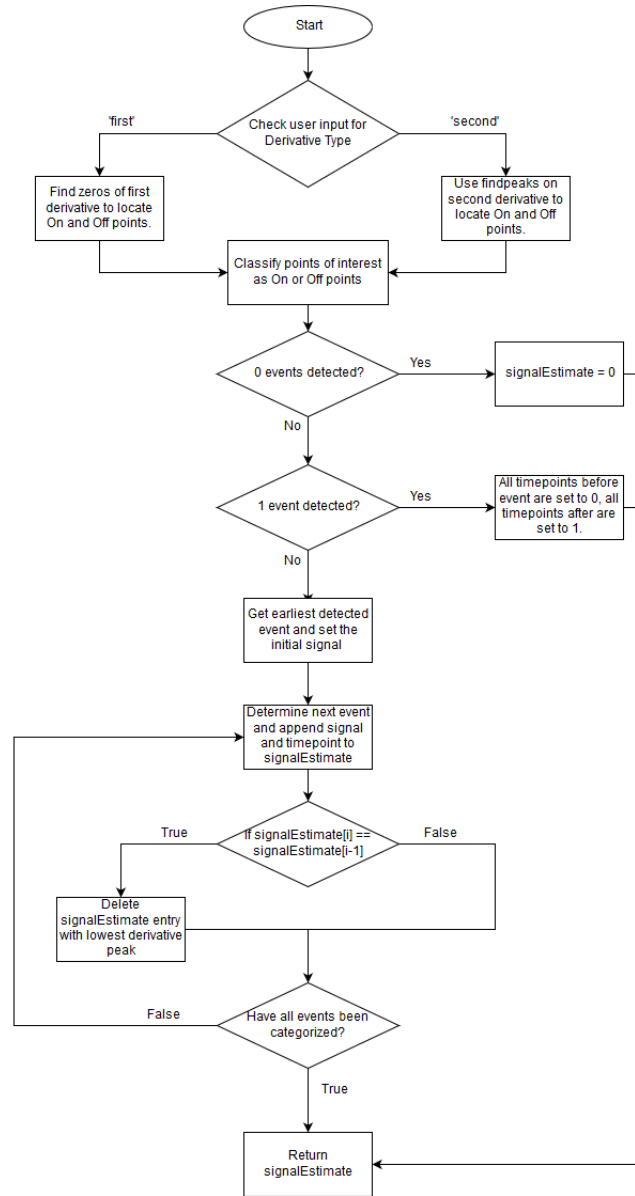 Start
Check user input for
Derivative Type
'first'
'second'
Find zeros of first
derivative to locate
On and Off points.
Use findpeaks on
second derivative to
locate On and Off
points.
Classify points of interest
as On or Off points
0 events detected?
Yes
signalEstimate = 0
No
1 event detected?
Yes
All timepoints before
event are set to 0, all
timepoints after are
set to 1.
No
Get earliest detected
event and set the
initial signal
Determine next event
and append signal
and timepoint to
signalEstimate
If signalEstimate[i] ==
signalEstimate[i-1]
True
False
Delete
signalEstimate entry
with lowest derivative
peak
Have all events been
categorized?
False
True
Return
signalEstimate